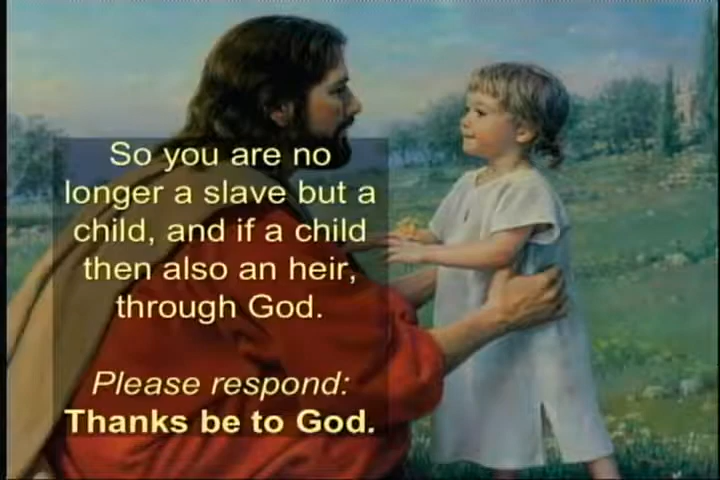 So you are no
longer a slave but a
child, and if a child
then also an heir,
through God.
Please respond:
Thanks be to God.